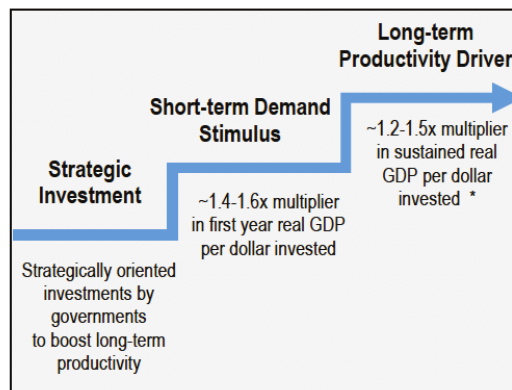 Long-term
Productivity Driver
Short-term Demand
Stimulus
~1.2-1.5x multiplier
in sustained real
GDP per dollar
invested *
Strategic
Investment
~1.4-1.6x multiplier
in first year real GDP
per dollar invested
Strategically oriented
investments by
governments
to boost long-term
productivity